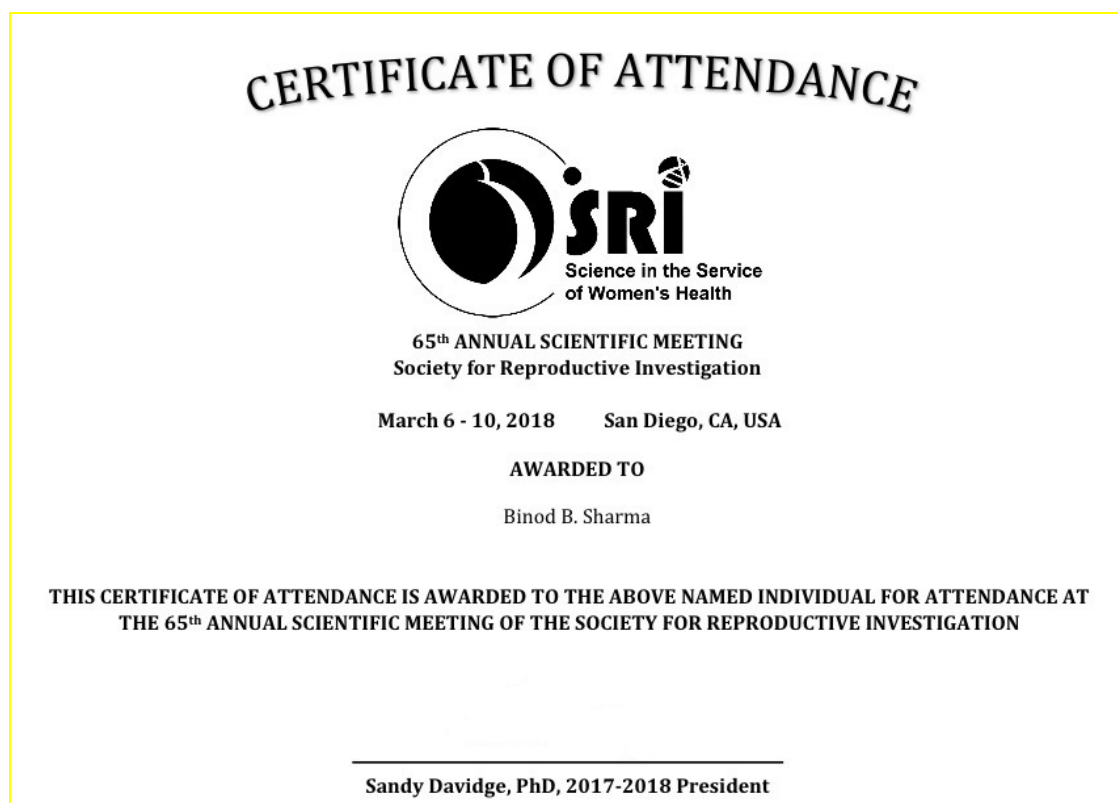 CERTIFICATE OF ATTENDANCE
SRI
Science in the Service
of Women's Health
65th ANNUAL SCIENTIFIC MEETING
Society for Reproductive Investigation
March 6 - 10, 2018 San Diego, CA, USA
AWARDED TO
Binod B. Sharma
THIS CERTIFICATE OF ATTENDANCE IS AWARDED TO THE ABOVE NAMED INDIVIDUAL FOR ATTENDANCE AT
THE 65th ANNUAL SCIENTIFIC MEETING OF THE SOCIETY FOR REPRODUCTIVE INVESTIGATION
Sandy Davidge, PhD, 2017-2018 President